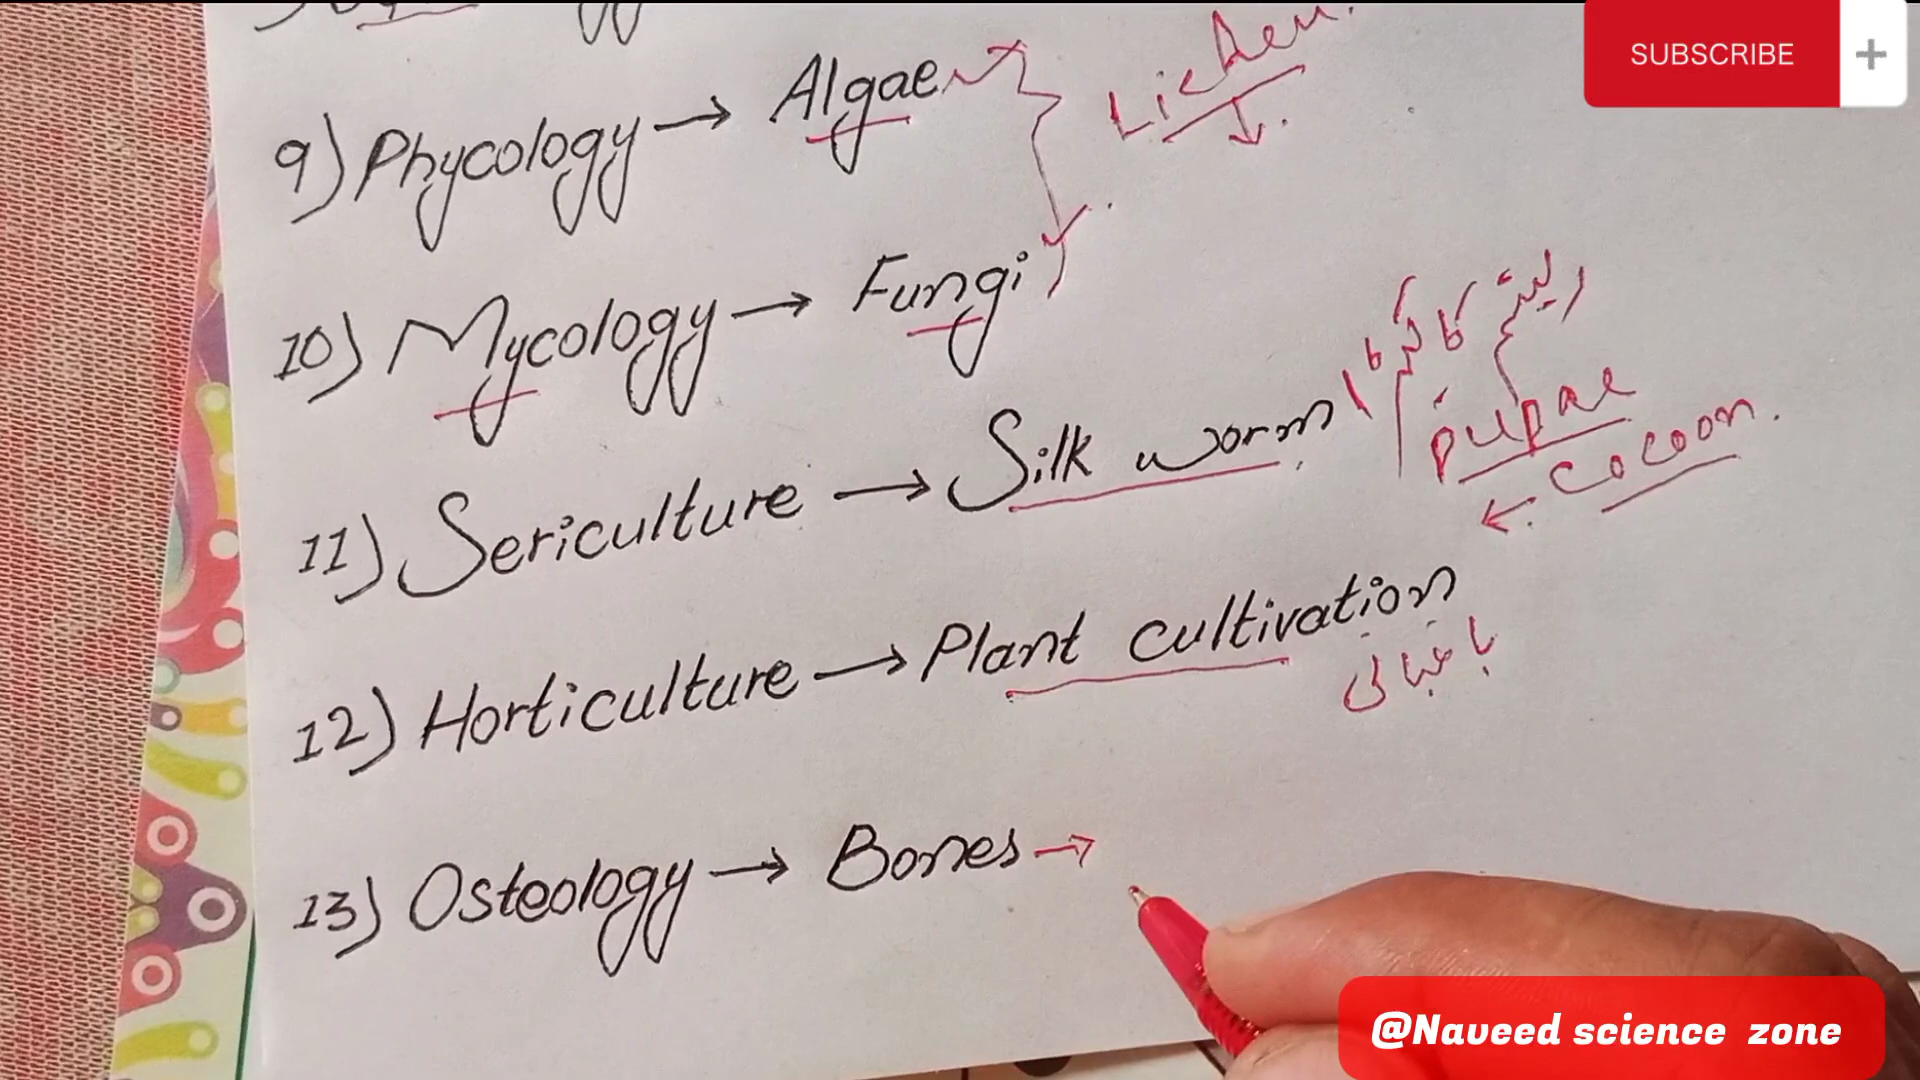 SUBSCRIBE +
9) Phycology → Algae
Lichen.
10) Mycology → Fungi
11) Sericulture → Silk worm
ریشم کا کیڑا
pupae
← cocoon.
12) Horticulture → Plant cultivation
باغبانی
13) Osteology → Bones →
@Naveed science zone